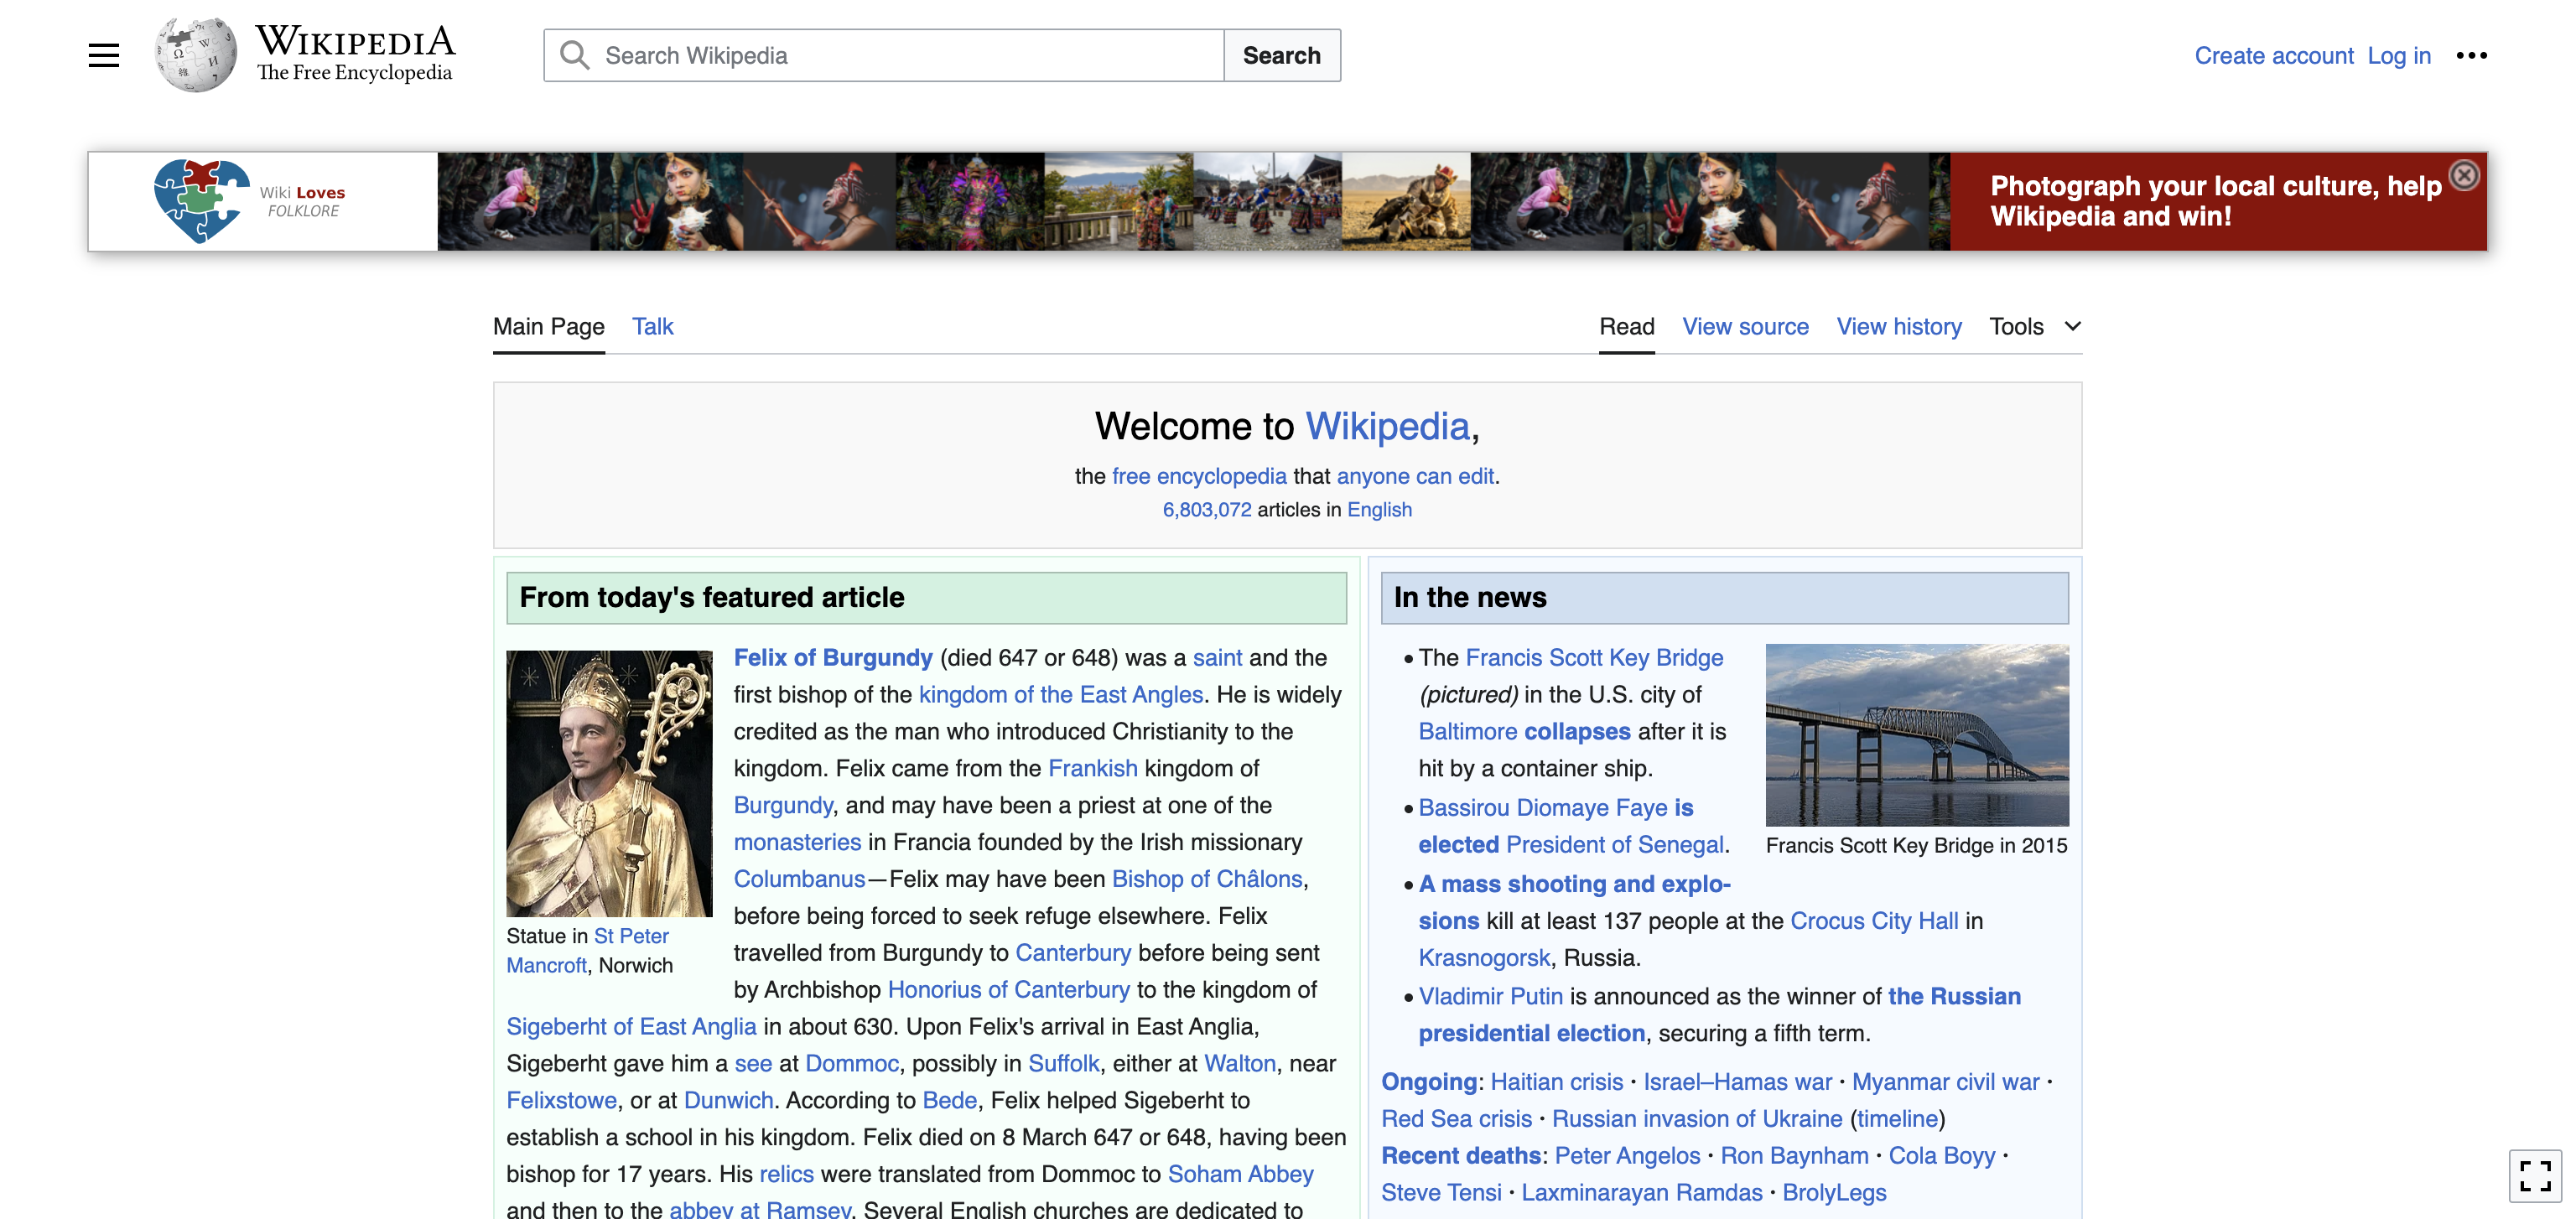 WIKIPEDIA
The Free Encyclopedia
Search Wikipedia
Search
Create account Log in
Wiki Loves
FOLKLORE
Photograph your local culture, help
Wikipedia and win!
Main Page Talk
Read View source View history Tools
Welcome to Wikipedia,
the free encyclopedia that anyone can edit.
6,803,072 articles in English
From today's featured article
Statue in St Peter
Mancroft, Norwich
Felix of Burgundy (died 647 or 648) was a saint and the
first bishop of the kingdom of the East Angles. He is widely
credited as the man who introduced Christianity to the
kingdom. Felix came from the Frankish kingdom of
Burgundy, and may have been a priest at one of the
monasteries in Francia founded by the Irish missionary
Columbanus—Felix may have been Bishop of Châlons,
before being forced to seek refuge elsewhere. Felix
travelled from Burgundy to Canterbury before being sent
by Archbishop Honorius of Canterbury to the kingdom of
Sigeberht of East Anglia in about 630. Upon Felix's arrival in East Anglia,
Sigeberht gave him a see at Dommoc, possibly in Suffolk, either at Walton, near
Felixstowe, or at Dunwich. According to Bede, Felix helped Sigeberht to
establish a school in his kingdom. Felix died on 8 March 647 or 648, having been
bishop for 17 years. His relics were translated from Dommoc to Soham Abbey
and then to the abbey at Ramsey. Several English churches are dedicated to
In the news
• The Francis Scott Key Bridge
(pictured) in the U.S. city of
Baltimore collapses after it is
hit by a container ship.
• Bassirou Diomaye Faye is
elected President of Senegal.
Francis Scott Key Bridge in 2015
• A mass shooting and explo-
sions kill at least 137 people at the Crocus City Hall in
Krasnogorsk, Russia.
• Vladimir Putin is announced as the winner of the Russian
presidential election, securing a fifth term.
Ongoing: Haitian crisis · Israel–Hamas war · Myanmar civil war ·
Red Sea crisis · Russian invasion of Ukraine (timeline)
Recent deaths: Peter Angelos · Ron Baynham · Cola Boyy ·
Steve Tensi · Laxminarayan Ramdas · BrolyLegs